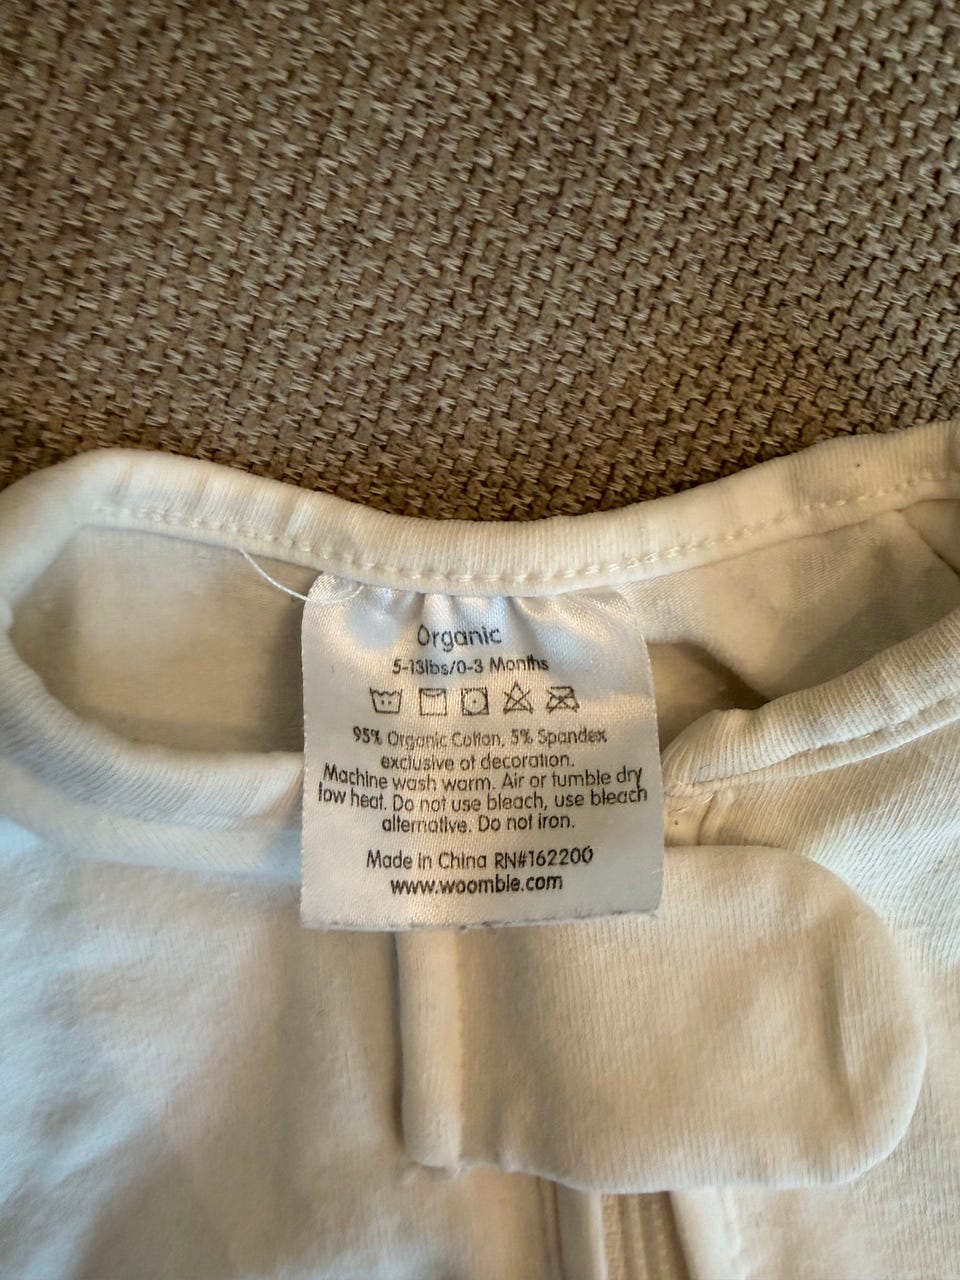 Organic
5-13lbs/0-3 Months
95% Organic Cotton, 5% Spandex
exclusive of decoration.
Machine wash warm. Air or tumble dry
low heat. Do not use bleach, use bleach
alternative. Do not iron.
Made in China RN#162200
www.woomble.com